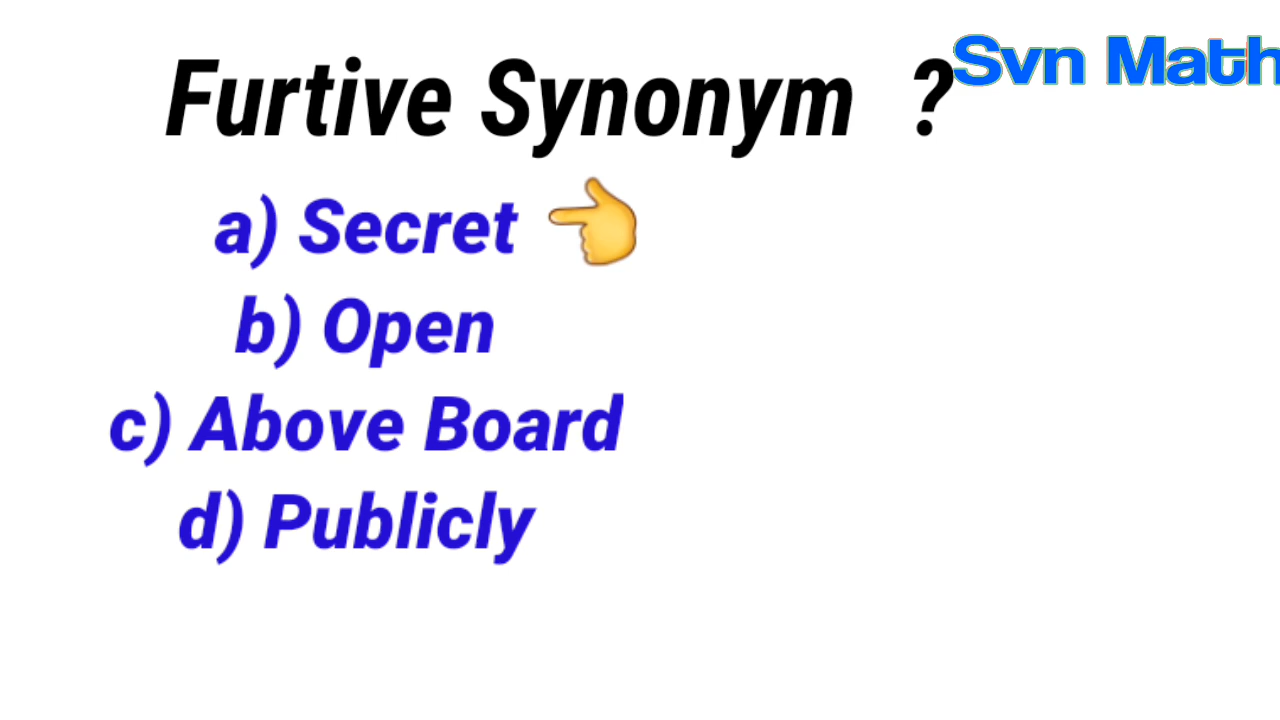 Furtive Synonym ?
Svn Math
a) Secret
b) Open
c) Above Board
d) Publicly